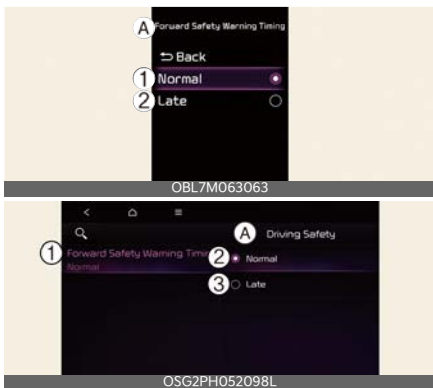 A Forward Safety Warning Timing
Back
1 Normal
2 Late
OBL7M063063
A Driving Safety
1 Forward Safety Warning Timing
Normal
2 Normal
3 Late
OSG2PH052098L